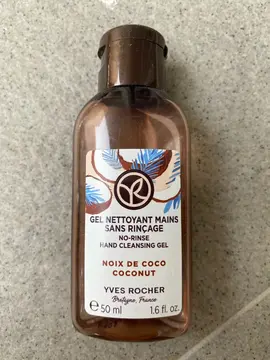 GEL NETTOYANT MAINS
SANS RINÇAGE
NO-RINSE
HAND CLEANSING GEL
NOIX DE COCO
COCONUT
YVES ROCHER
Bretagne, France
e 50 ml 1.6 fl. oz.